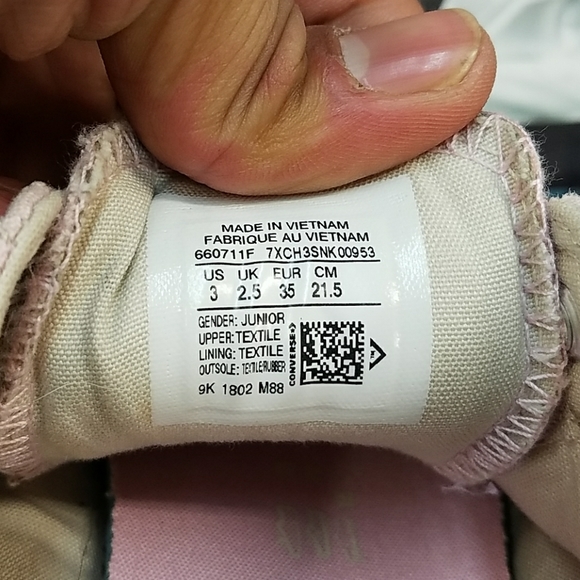 MADE IN VIETNAM
FABRIQUE AU VIETNAM
660711F 7XCH3SNK00953
US UK EUR CM
3 2.5 35 21.5
GENDER: JUNIOR
UPPER: TEXTILE
LINING: TEXTILE
OUTSOLE: TEXTILE/RUBBER
9K 1802 M88
CONVERSE